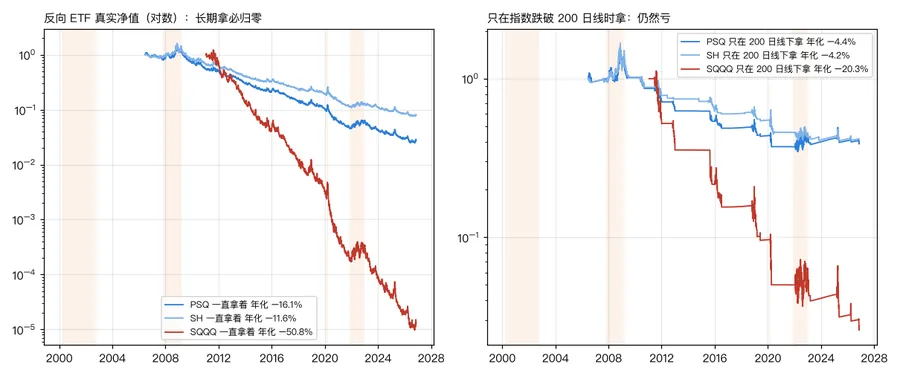 反向 ETF 真实净值（对数）：长期拿必归零
10⁰
10⁻¹
10⁻²
10⁻³
10⁻⁴
10⁻⁵
PSQ 一直拿着 年化 −16.1%
SH 一直拿着 年化 −11.6%
SQQQ 一直拿着 年化 −50.8%
2000 2004 2008 2012 2016 2020 2024 2028
只在指数跌破 200 日线时拿：仍然亏
PSQ 只在 200 日线下拿 年化 −4.4%
SH 只在 200 日线下拿 年化 −4.2%
SQQQ 只在 200 日线下拿 年化 −20.3%
10⁰
10⁻¹
2000 2004 2008 2012 2016 2020 2024 2028